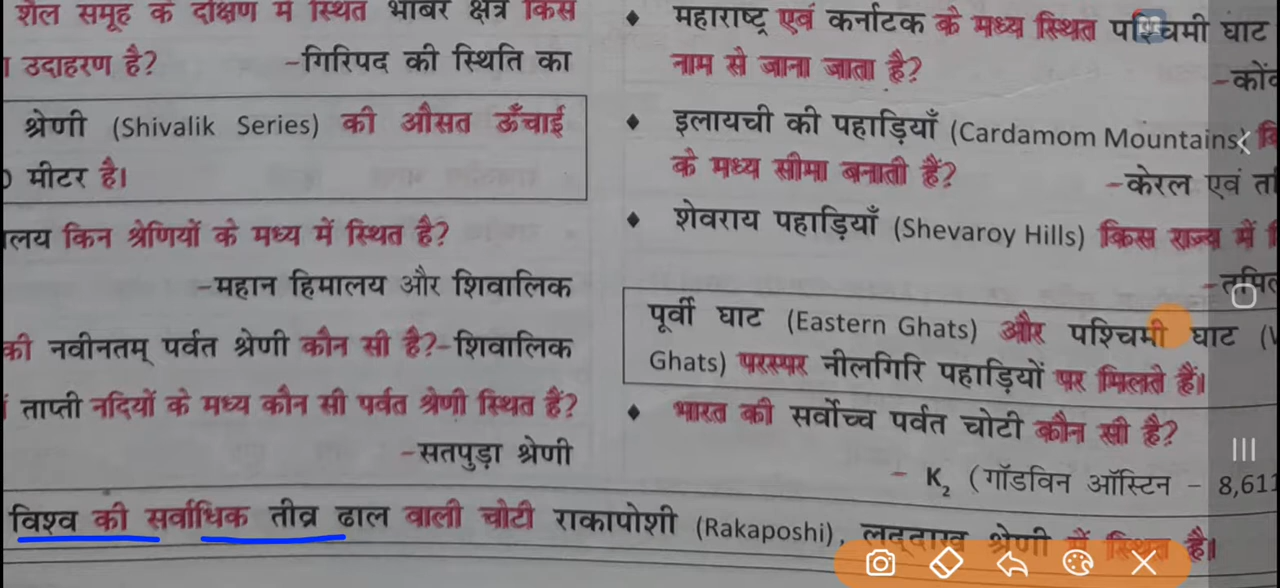 शैल समूह के दक्षिण में स्थित भाबर क्षेत्र किस
उदाहरण है? -गिरिपद की स्थिति का
श्रेणी (Shivalik Series) की औसत ऊँचाई
मीटर है।
किन श्रेणियों के मध्य में स्थित है?
-महान हिमालय और शिवालिक
की नवीनतम् पर्वत श्रेणी कौन सी है?-शिवालिक
ताप्ती नदियों के मध्य कौन सी पर्वत श्रेणी स्थित है?
-सतपुड़ा श्रेणी
♦ महाराष्ट्र एवं कर्नाटक के मध्य स्थित पश्चिमी घाट
नाम से जाना जाता है?
♦ इलायची की पहाड़ियाँ (Cardamom Mountains)
के मध्य सीमा बनाती हैं?
-केरल एवं
♦ शेवराय पहाड़ियाँ (Shevaroy Hills) किस राज्य में
पूर्वी घाट (Eastern Ghats) और पश्चिमी घाट
Ghats) परस्पर नीलगिरि पहाड़ियों पर मिलते हैं।
♦ भारत की सर्वोच्च पर्वत चोटी कौन सी है?
- K₂ (गॉडविन ऑस्टिन – 8,611
विश्व की सर्वाधिक तीव्र ढाल वाली चोटी राकापोशी (Rakaposhi), लद्दाख श्रेणी में स्थित है।